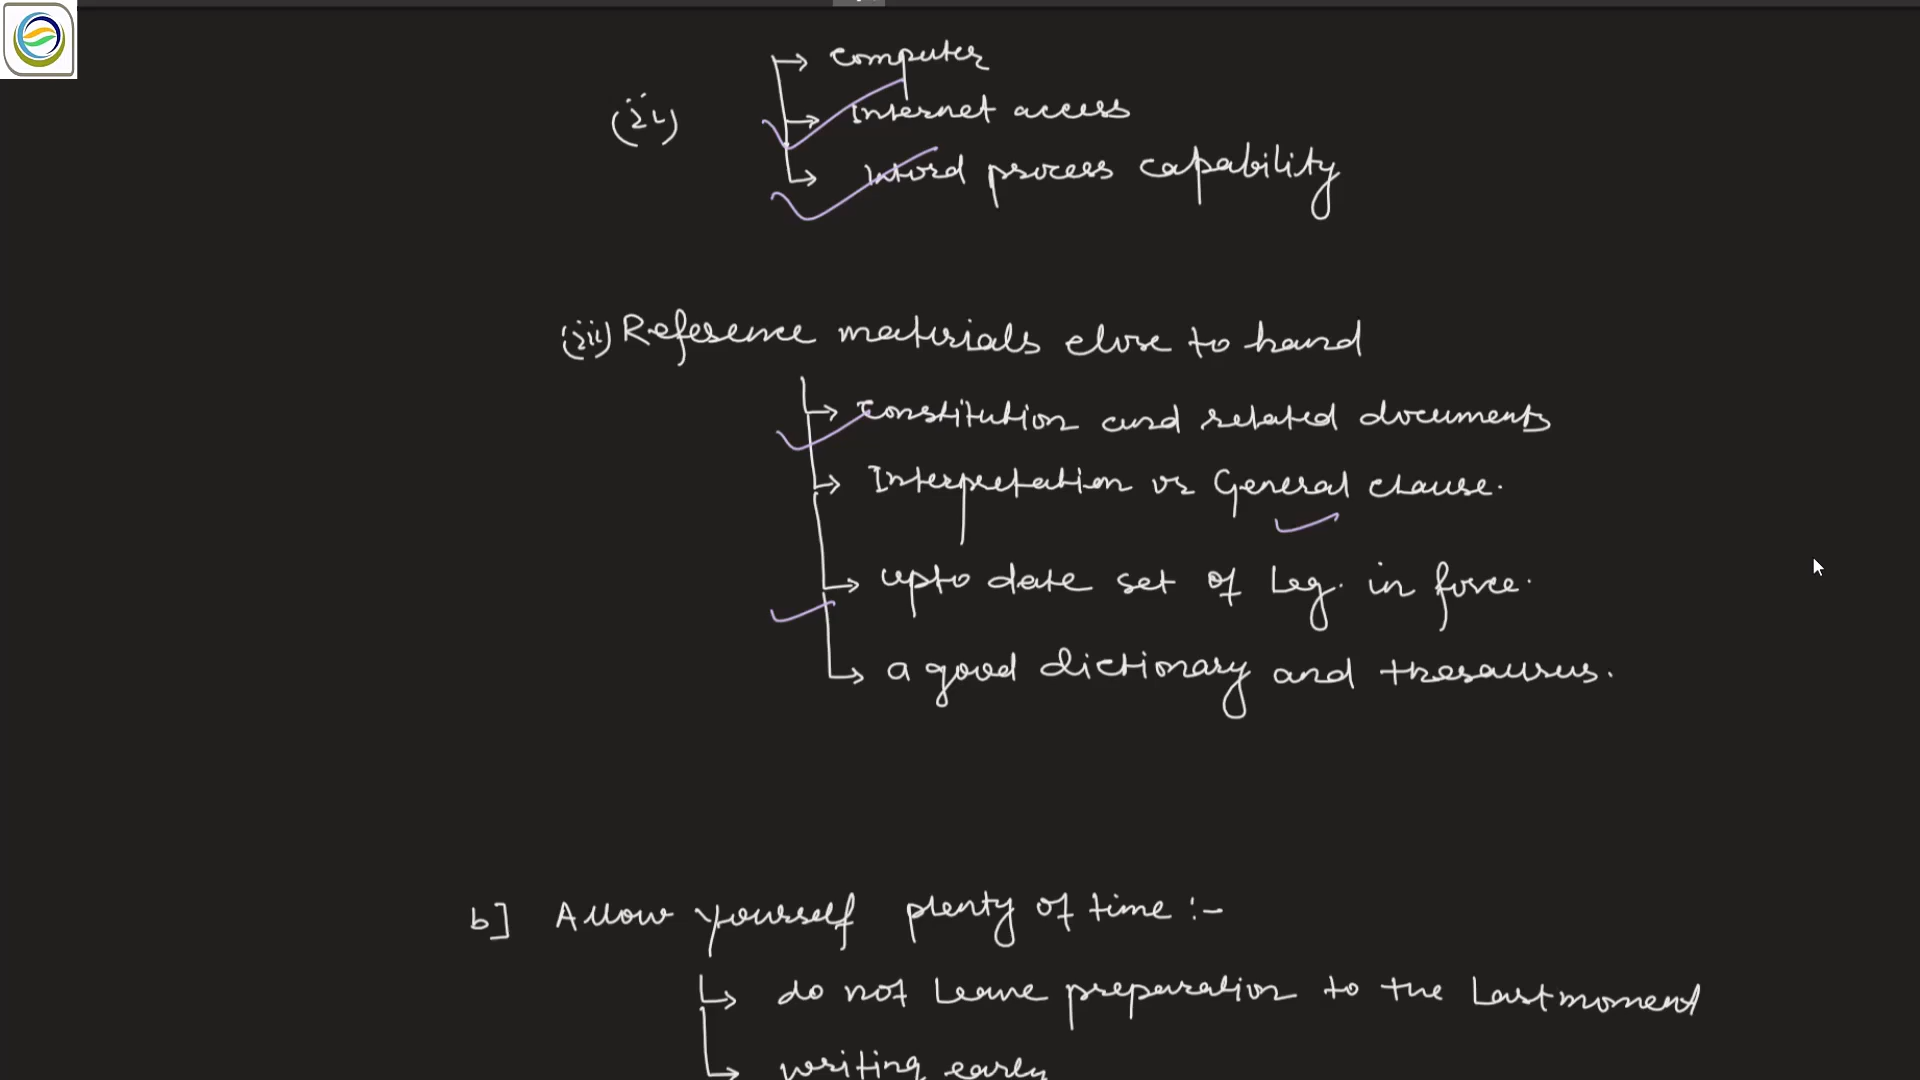 computer
(ii)
Internet access
Word process capability
(iii) Reference materials close to hand
Constitution and related documents
Interpretation or General clause.
upto date set of Leg. in force.
a good dictionary and thesaurus.
b] Allow yourself plenty of time :-
do not leave preparation to the last moment
writing early